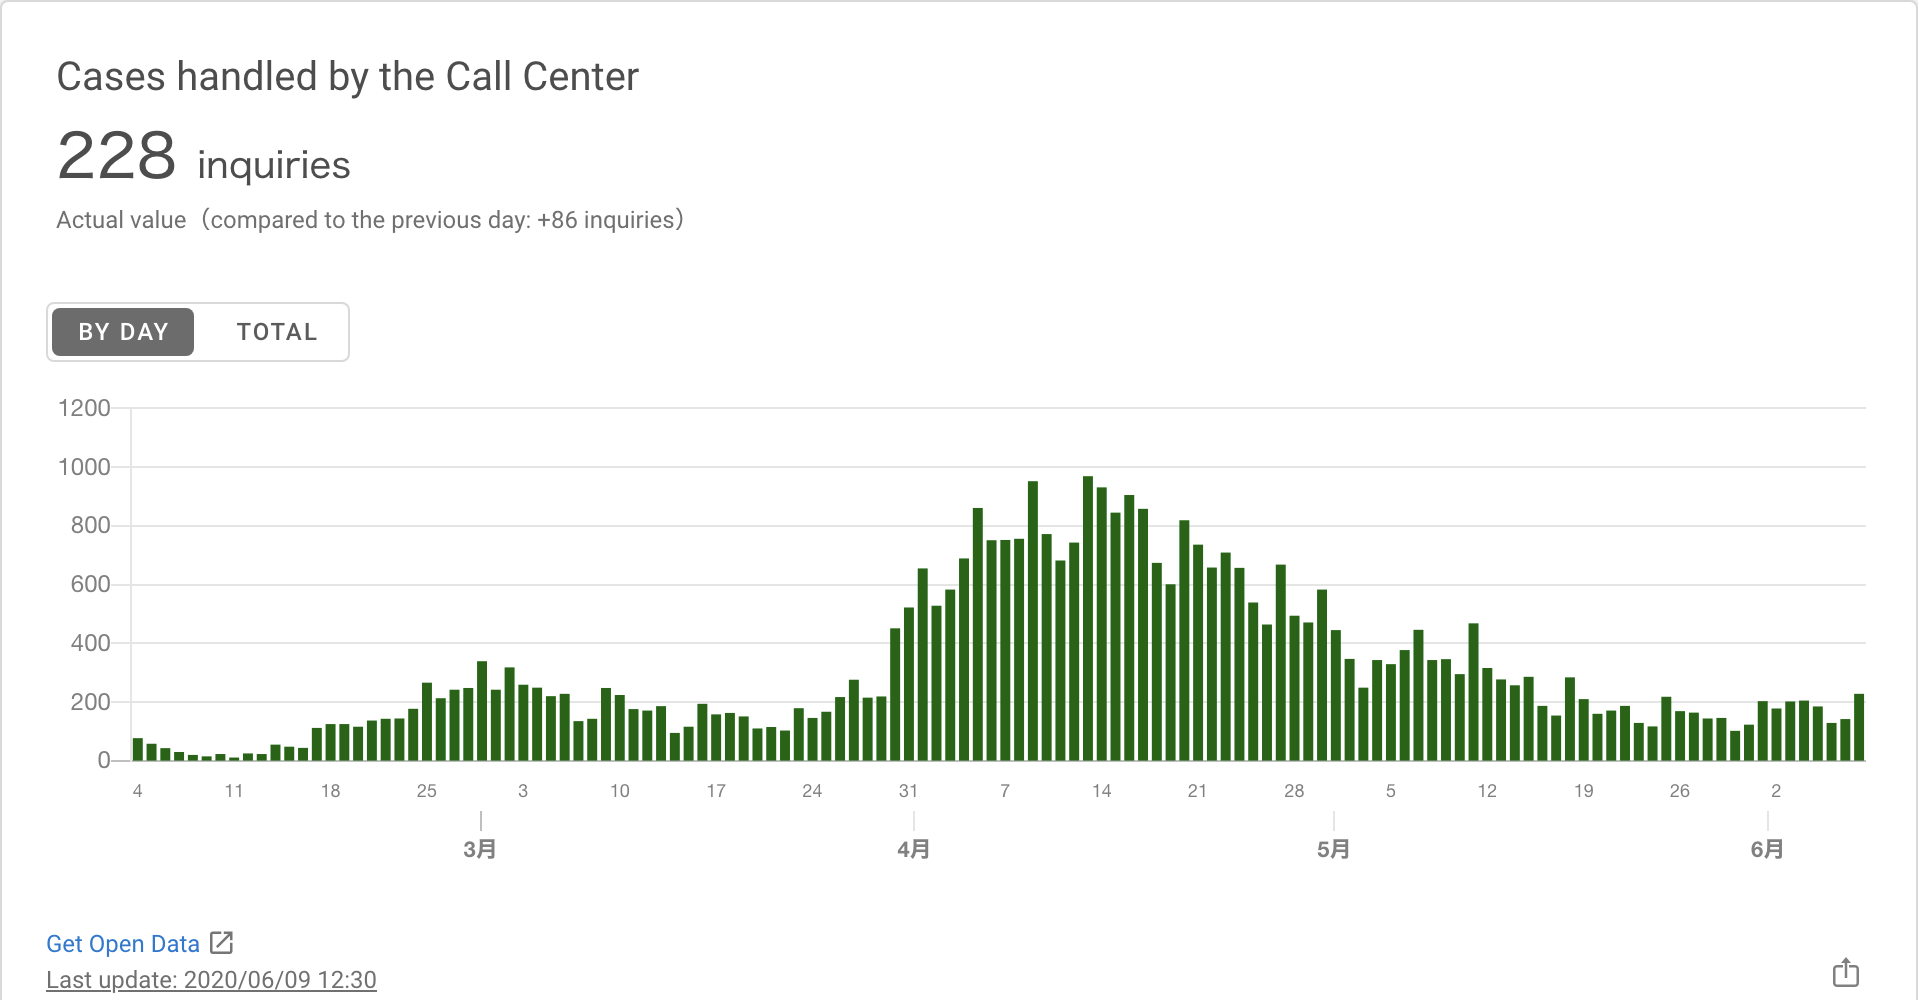 Cases handled by the Call Center
228 inquiries
Actual value（compared to the previous day: +86 inquiries）
BY DAY TOTAL
1200
1000
800
600
400
200
0
4 11 18 25 3 10 17 24 31 7 14 21 28 5 12 19 26 2
3月 4月 5月 6月
Get Open Data
Last update: 2020/06/09 12:30